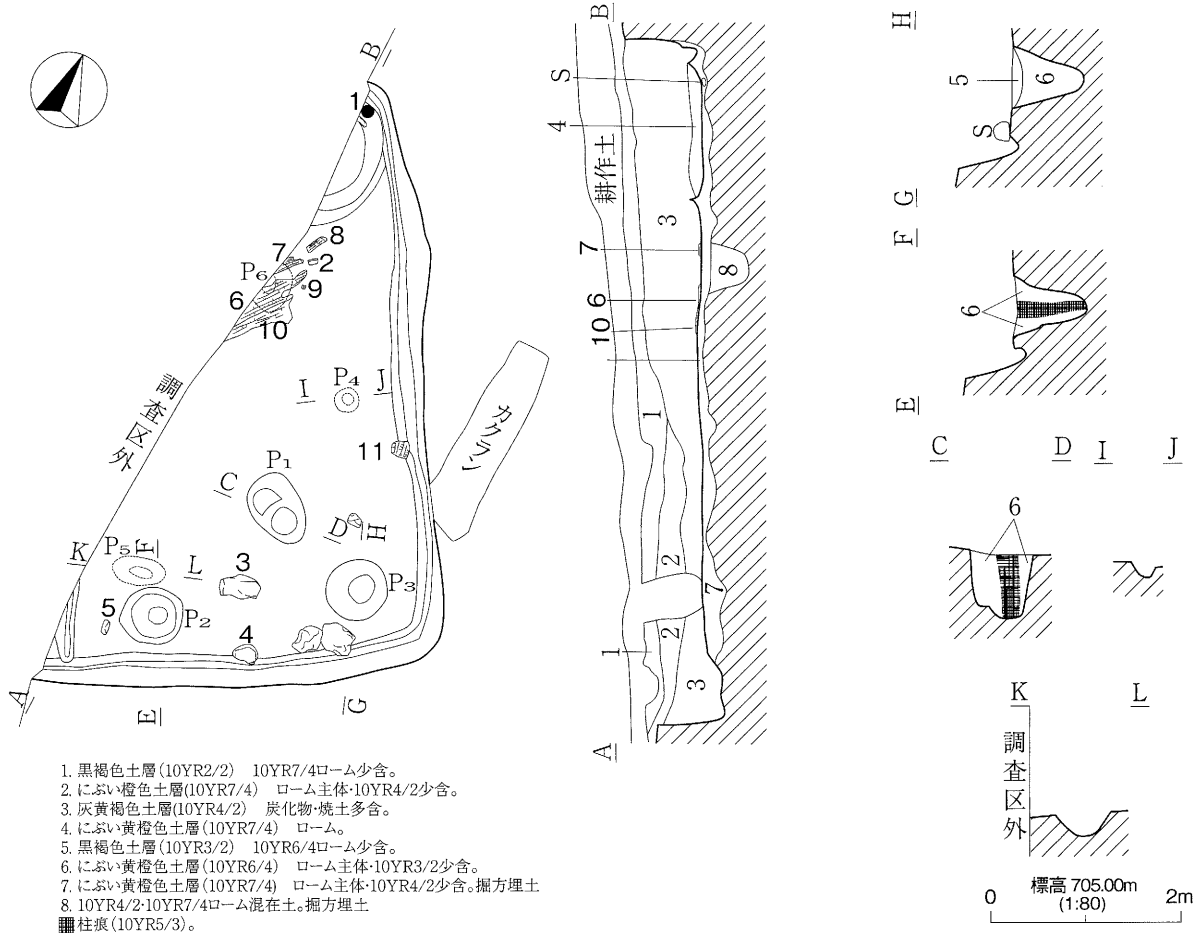 B
1
8
7
2
P6
9
6
10
調査区外
I
P4
J
11
カクラン
P1
C
D
H
K
P5
F
L
3
P3
5
P2
4
A
E
G
B
S
4
耕作土
3
7
8
6
10
1
2
7
2
1
3
A
H
5
6
S
G
F
6
E
C
D
I
J
6
K
L
調査区外
標高 705.00m
0
(1:80)
2m
1. 黒褐色土層(10YR2/2) 10YR7/4ローム少含。
2. にぶい橙色土層(10YR7/4) ローム主体・10YR4/2少含。
3. 灰黄褐色土層(10YR4/2) 炭化物・焼土多含。
4. にぶい黄橙色土層(10YR7/4) ローム。
5. 黒褐色土層(10YR3/2) 10YR6/4ローム少含。
6. にぶい黄橙色土層(10YR6/4) ローム主体・10YR3/2少含。
7. にぶい黄橙色土層(10YR7/4) ローム主体・10YR4/2少含。掘方埋土
8. 10YR4/2・10YR7/4ローム混在土。掘方埋土
柱痕(10YR5/3)。